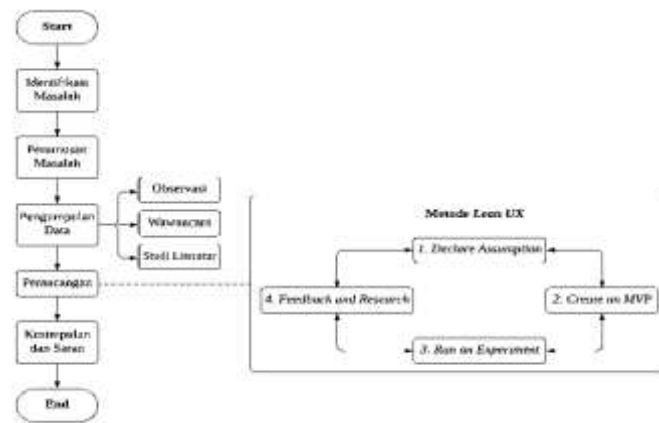 Start
Identifikasi
Masalah
Perumusan
Masalah
Pengumpulan
Data
Observasi
Wawancara
Studi Literatur
Perancangan
Kesimpulan
dan Saran
End
Metode Lean UX
1. Declare Assumption
2. Create an MVP
3. Run an Experiment
4. Feedback and Research